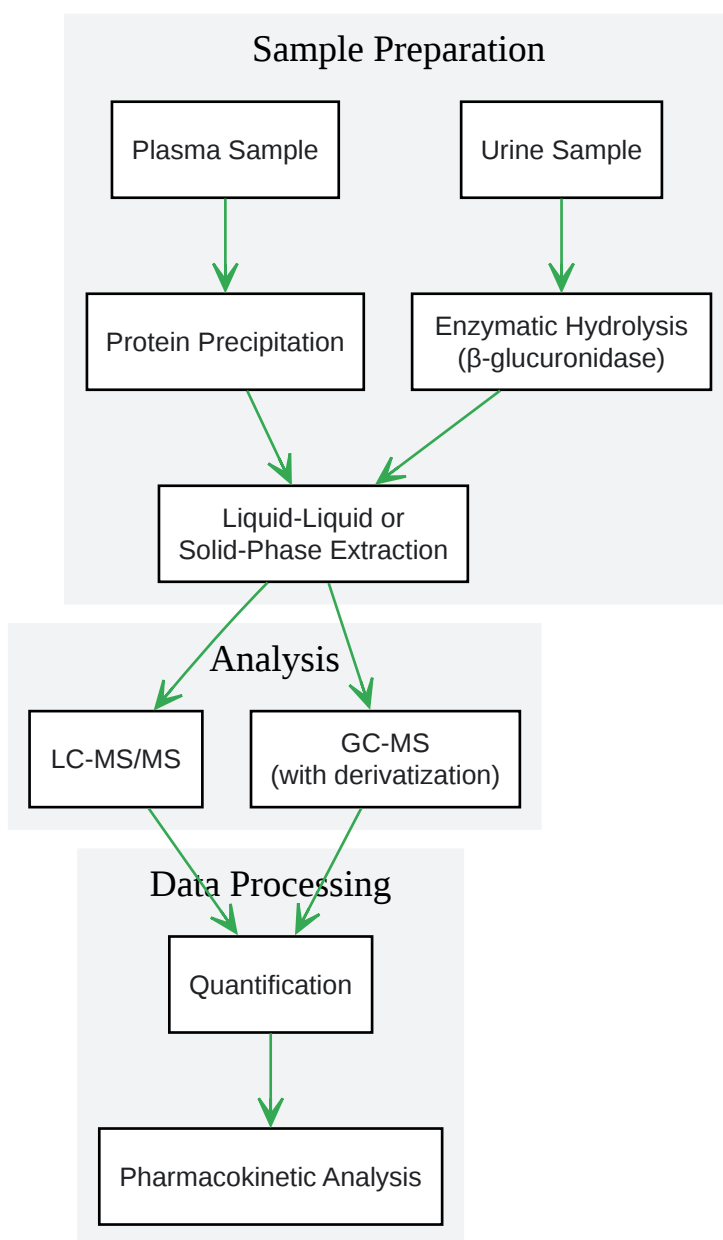 Sample Preparation
Plasma Sample
Urine Sample
Protein Precipitation
Enzymatic Hydrolysis
(β-glucuronidase)
Liquid-Liquid or
Solid-Phase Extraction
Analysis
LC-MS/MS
GC-MS
(with derivatization)
Data Processing
Quantification
Pharmacokinetic Analysis